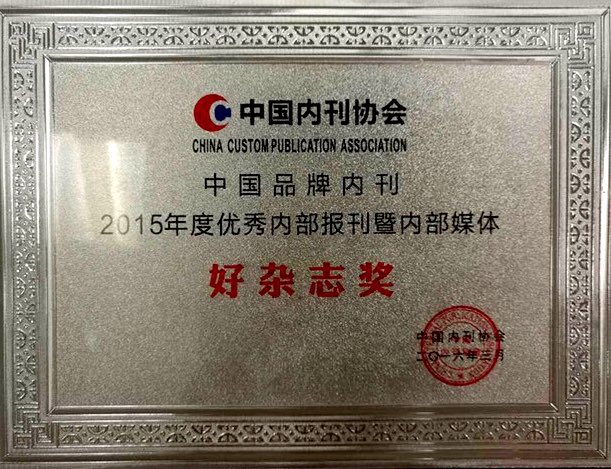 中国内刊协会
CHINA CUSTOM PUBLICATION ASSOCIATION
中国品牌内刊
2015年度优秀内部报刊暨内部媒体
好杂志奖
中国内刊协会
二〇一六年三月